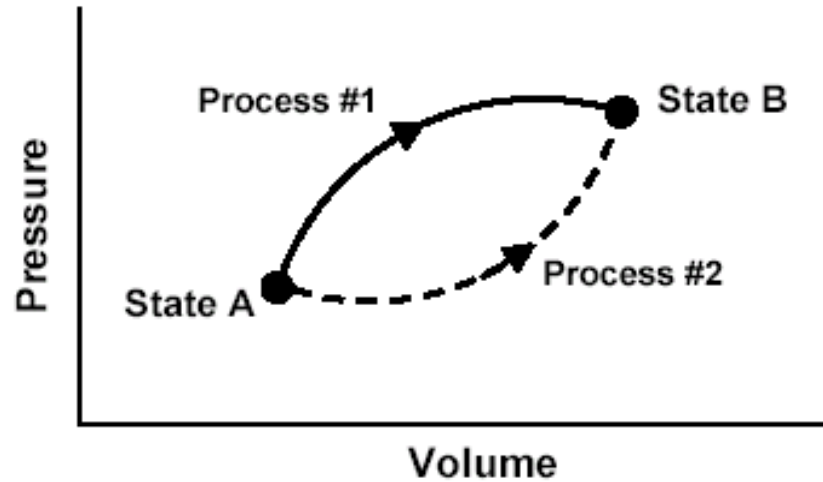 Process #1
State B
Pressure
State A
Process #2
Volume